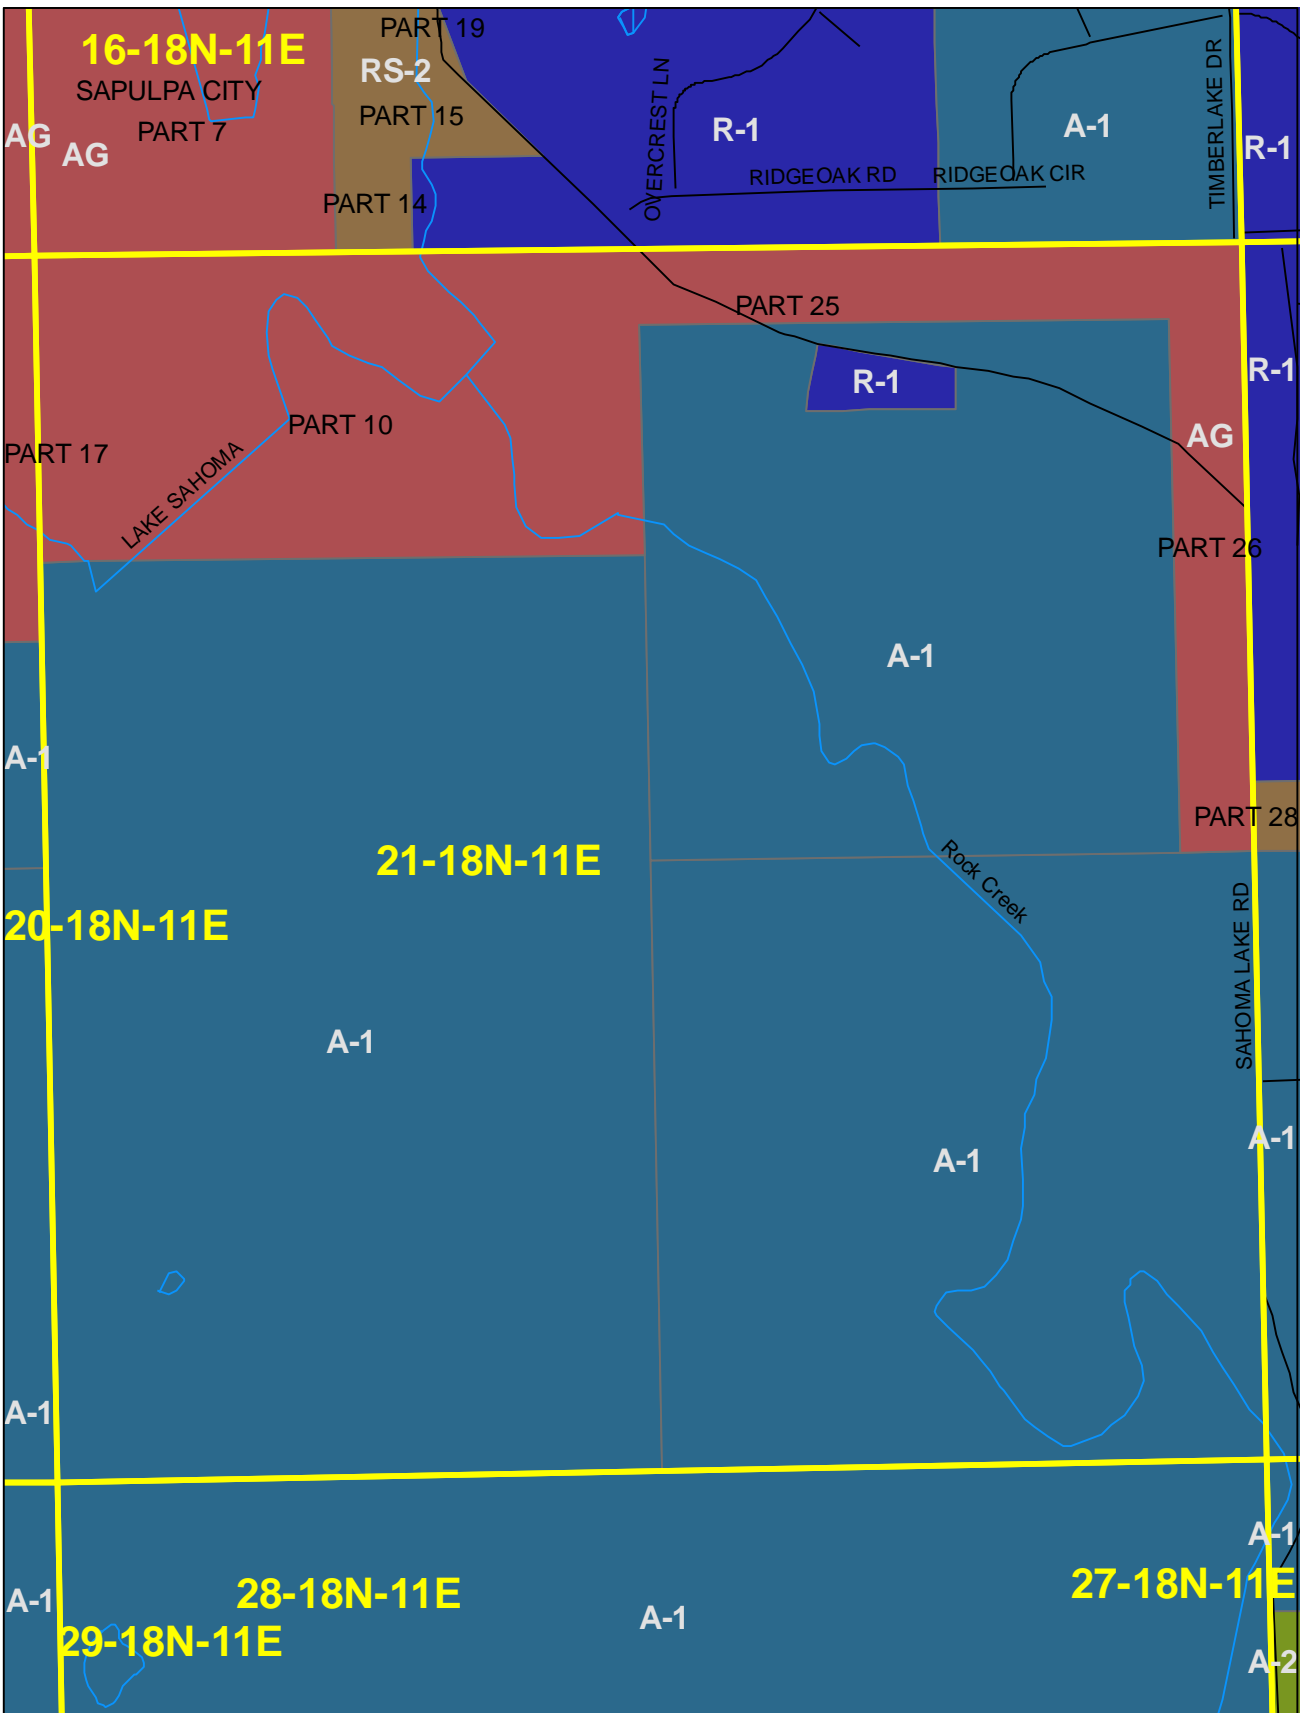 PART 19
16-18N-11E
RS-2
SAPULPA CITY
PART 15
PART 7
AG
AG
OVERCREST LN
R-1
A-1
TIMBERLAKE DR
R-1
RIDGEOAK RD
RIDGEOAK CIR
PART 14
PART 25
R-1
R-1
PART 10
AG
PART 17
LAKE SAHOMA
PART 26
A-1
A-1
PART 28
21-18N-11E
Rock Creek
20-18N-11E
SAHOMA LAKE RD
A-1
A-1
A-1
A-1
A-1
27-18N-11E
28-18N-11E
A-1
A-1
29-18N-11E
A-2